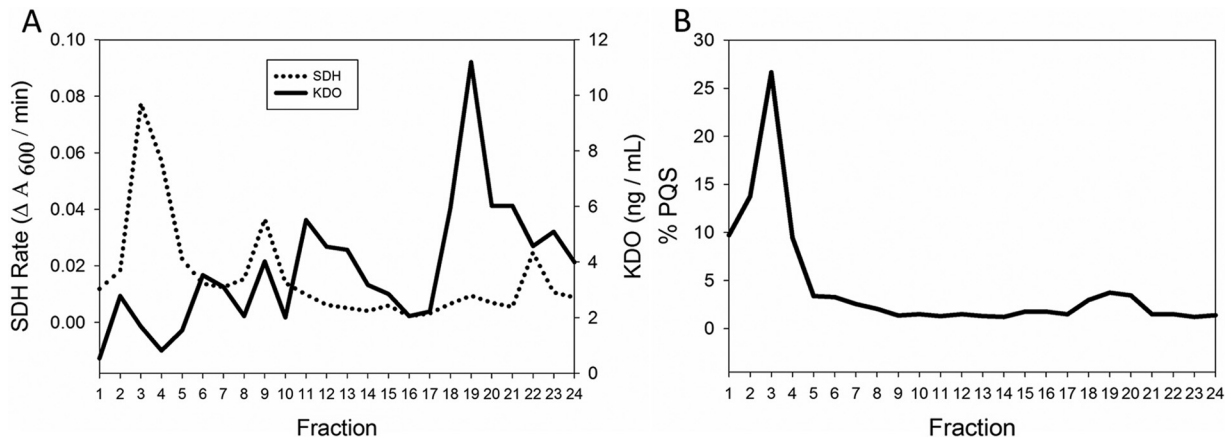 A
SDH Rate (Δ A 600 / min)
0.10
0.08
0.06
0.04
0.02
0.00
SDH
KDO
12
10
8
6
4
2
0
KDO (ng / mL)
1 2 3 4 5 6 7 8 9 10 11 12 13 14 15 16 17 18 19 20 21 22 23 24
Fraction
B
% PQS
30
25
20
15
10
5
0
1 2 3 4 5 6 7 8 9 10 11 12 13 14 15 16 17 18 19 20 21 22 23 24
Fraction